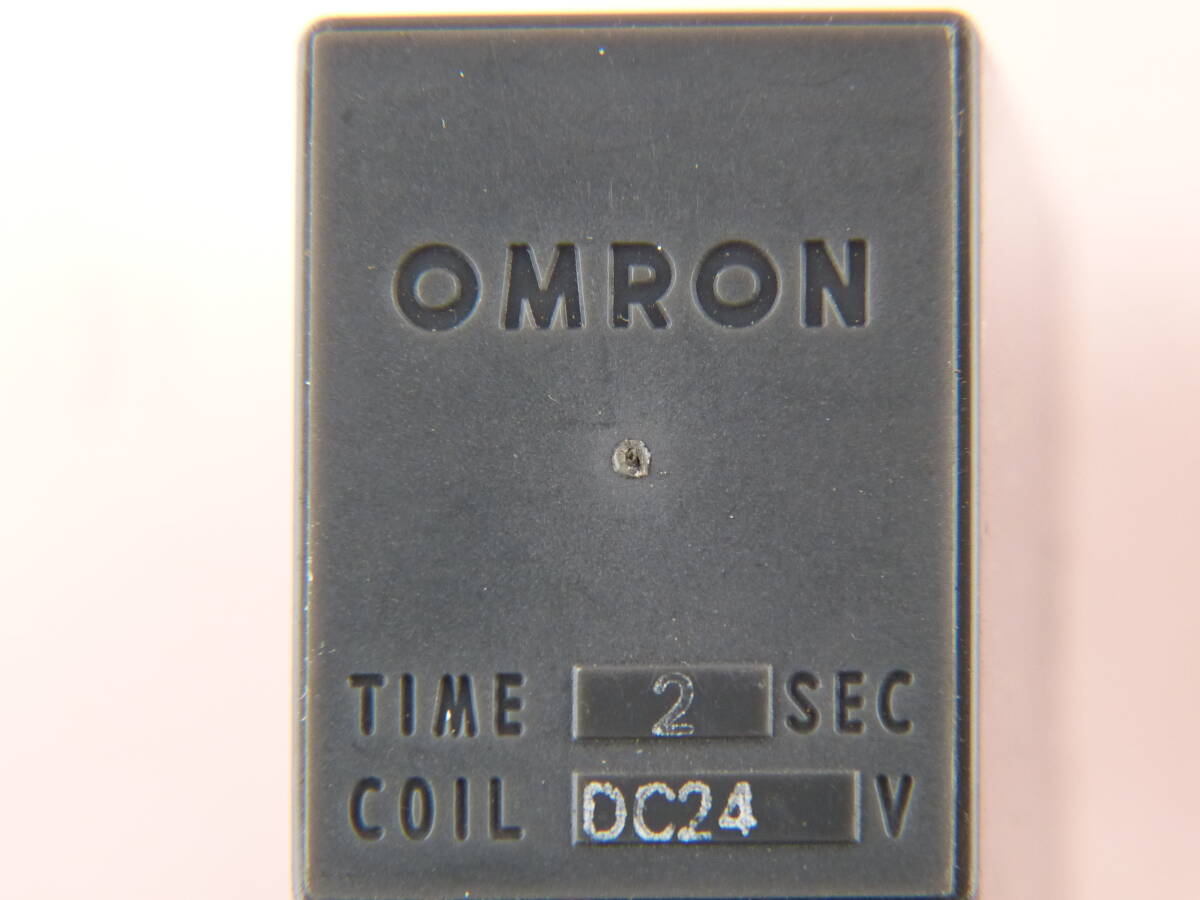 OMRON
TIME 2 SEC
COIL DC24 V